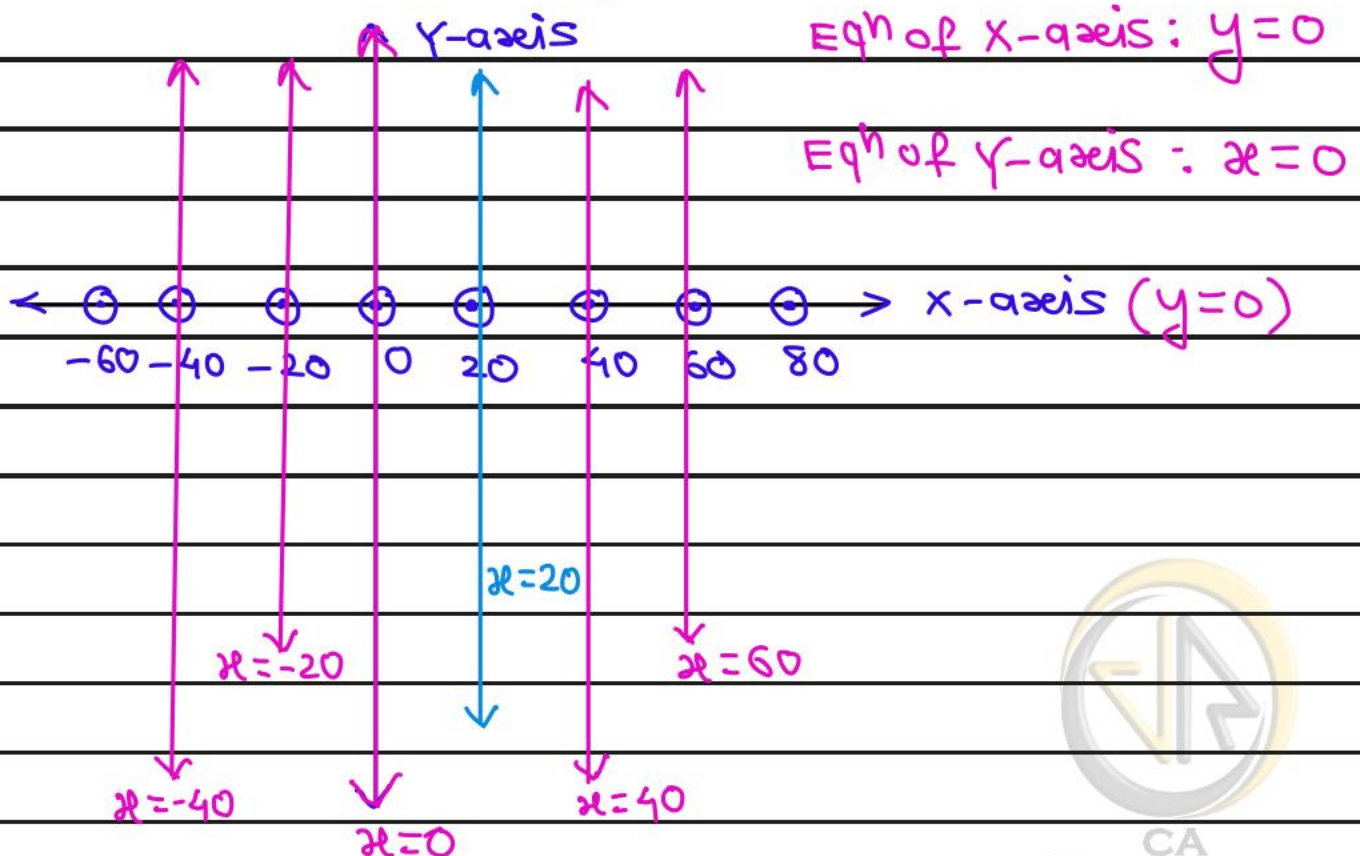 Y-axis
Eqn of X-axis: y=0
Eqn of Y-axis: x=0
X-axis (y=0)
-60 -40 -20 0 20 40 60 80
x=20
x=-20
x=60
x=-40
x=40
x=0
CA